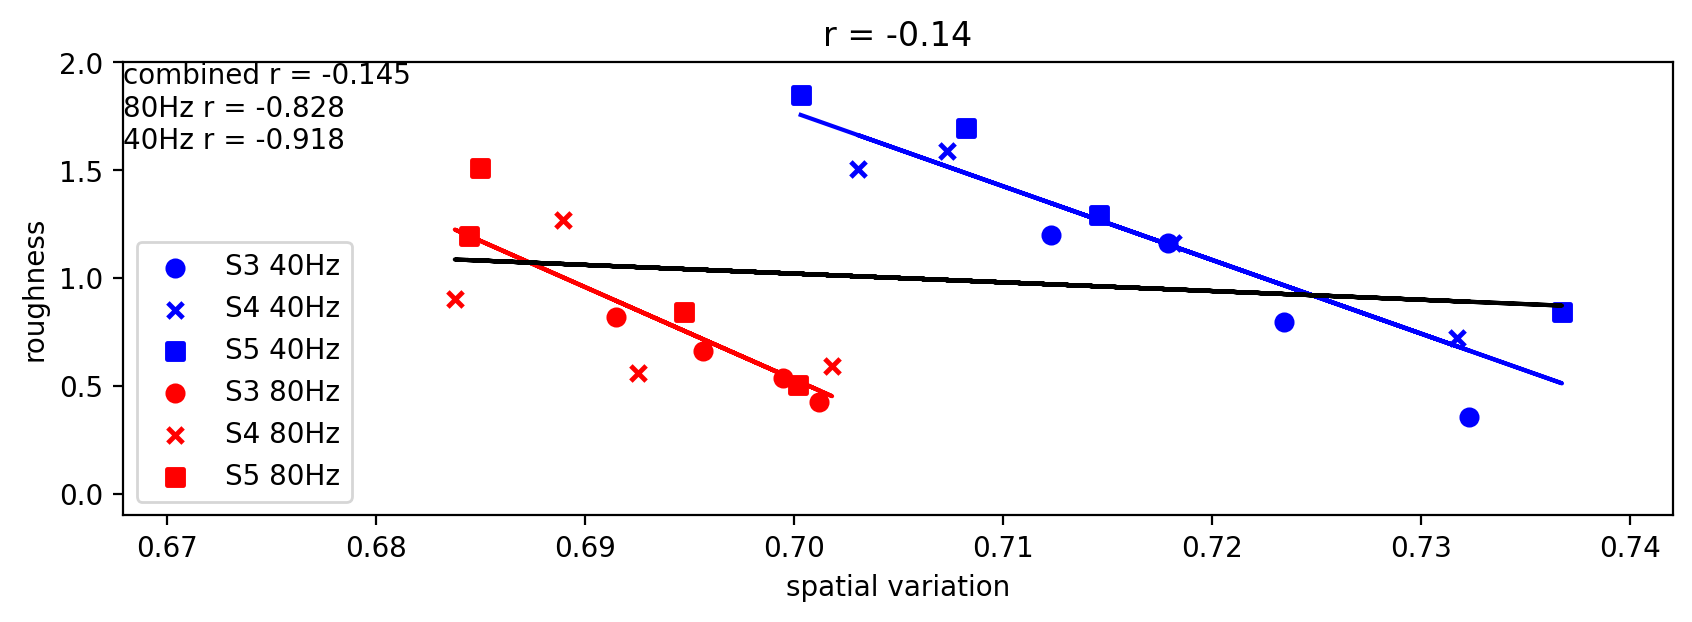 r = -0.14
combined r = -0.145
80Hz r = -0.828
40Hz r = -0.918
2.0
1.5
1.0
0.5
0.0
roughness
S3 40Hz
S4 40Hz
S5 40Hz
S3 80Hz
S4 80Hz
S5 80Hz
0.67 0.68 0.69 0.70 0.71 0.72 0.73 0.74
spatial variation